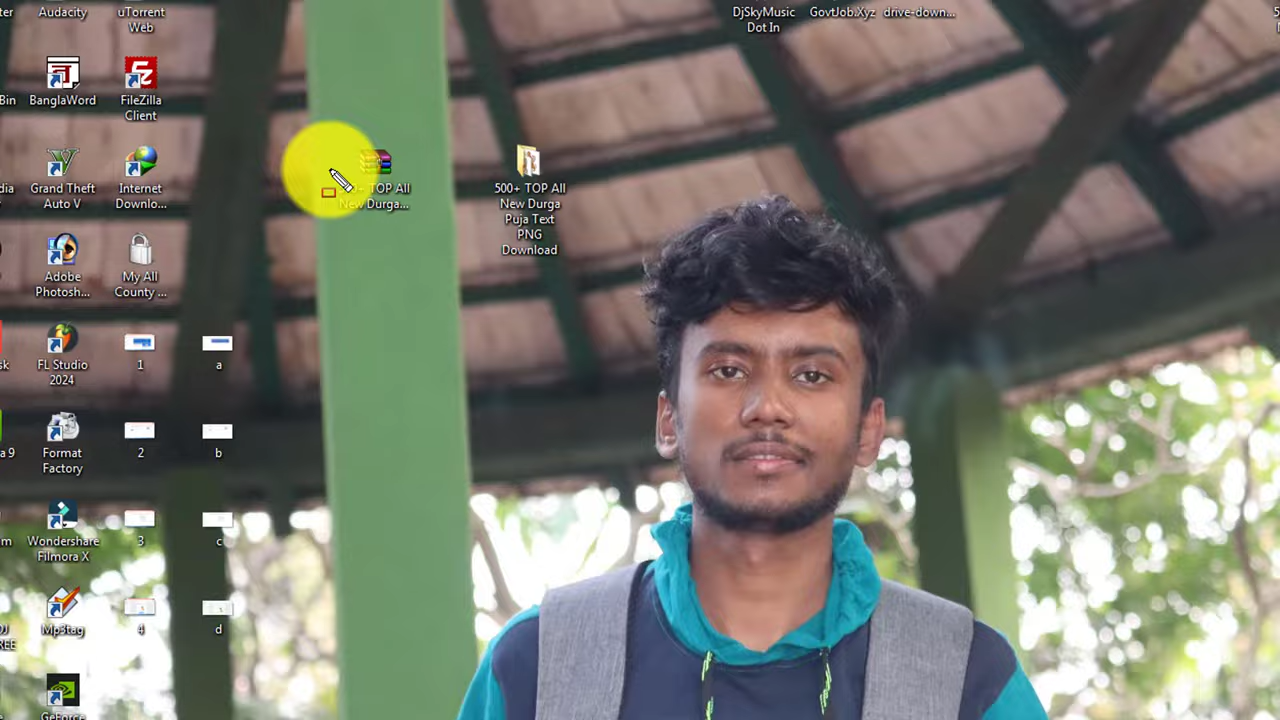 Audacity
uTorrent
Web
DjSkyMusic
Dot In
GovtJob.Xyz
drive-down...
BanglaWord
FileZilla
Client
Grand Theft
Auto V
Internet
Downlo...
TOP All
New Durga...
500+ TOP All
New Durga
Puja Text
PNG
Download
Adobe
Photosh...
My All
County ...
FL Studio
2024
1
a
Format
Factory
2
b
Wondershare
Filmora X
3
c
Mp3tag
4
d
GeForce